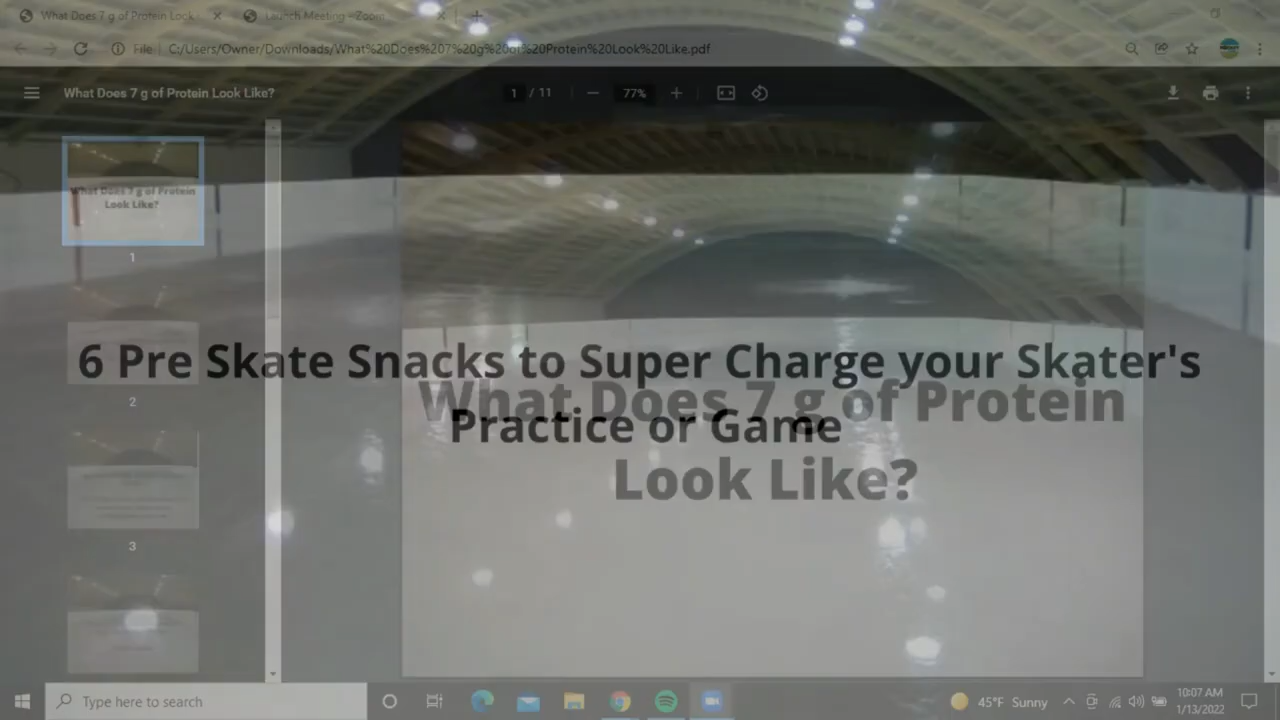 What Does 7 g of Protein Look
Launch Meeting - Zoom
File
C:/Users/Owner/Downloads/What%20Does%207%20g%20of%20Protein%20Look%20Like.pdf
What Does 7 g of Protein Look Like?
1 / 11
77%
What Does 7 g of Protein
Look Like?
1
2
3
6 Pre Skate Snacks to Super Charge your Skater's
Practice or Game
What Does 7 g of Protein
Look Like?
Type here to search
45°F Sunny
10:07 AM
1/13/2022